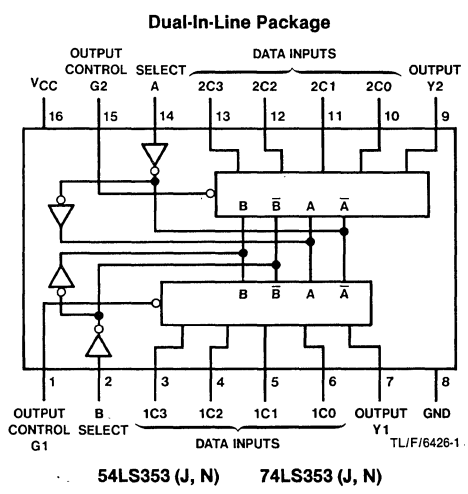 Dual-In-Line Package
OUTPUT CONTROL G2
SELECT A
DATA INPUTS
OUTPUT Y2
VCC
2C3
2C2
2C1
2C0
16
15
14
13
12
11
10
9
B B̅ A A̅
B B̅ A A̅
1
2
3
4
5
6
7
8
OUTPUT CONTROL G1
B SELECT
1C3
1C2
1C1
1C0
OUTPUT Y1
GND
DATA INPUTS
TL/F/6426-1
54LS353 (J, N) 74LS353 (J, N)